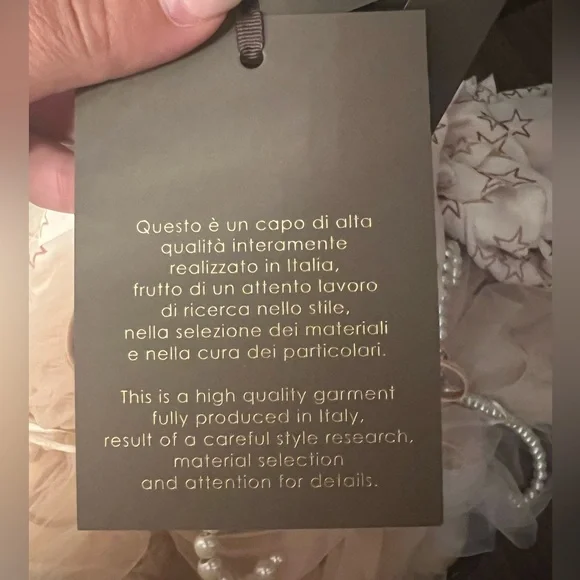 Questo è un capo di alta
qualità interamente
realizzato in Italia,
frutto di un attento lavoro
di ricerca nello stile,
nella selezione dei materiali
e nella cura dei particolari.
This is a high quality garment
fully produced in Italy,
result of a careful style research,
material selection
and attention for details.